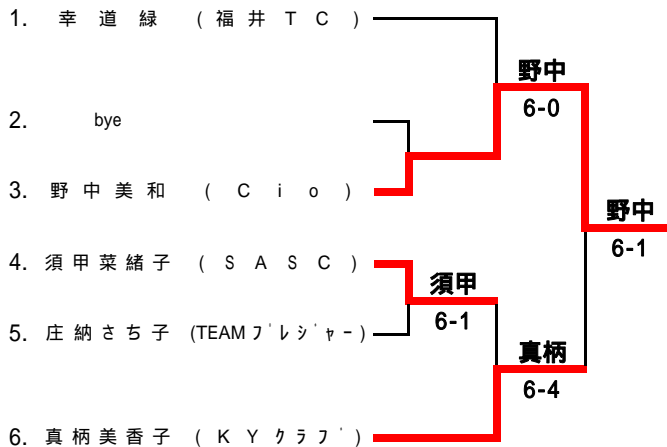 1. 幸道緑 (福井TC)
野中
6-0
2. bye
3. 野中美和 (Cio)
野中
6-1
4. 須甲菜緒子 (SASC)
須甲
6-1
5. 庄納さち子 (TEAMプレジャー)
真柄
6-4
6. 真柄美香子 (KYクラブ)